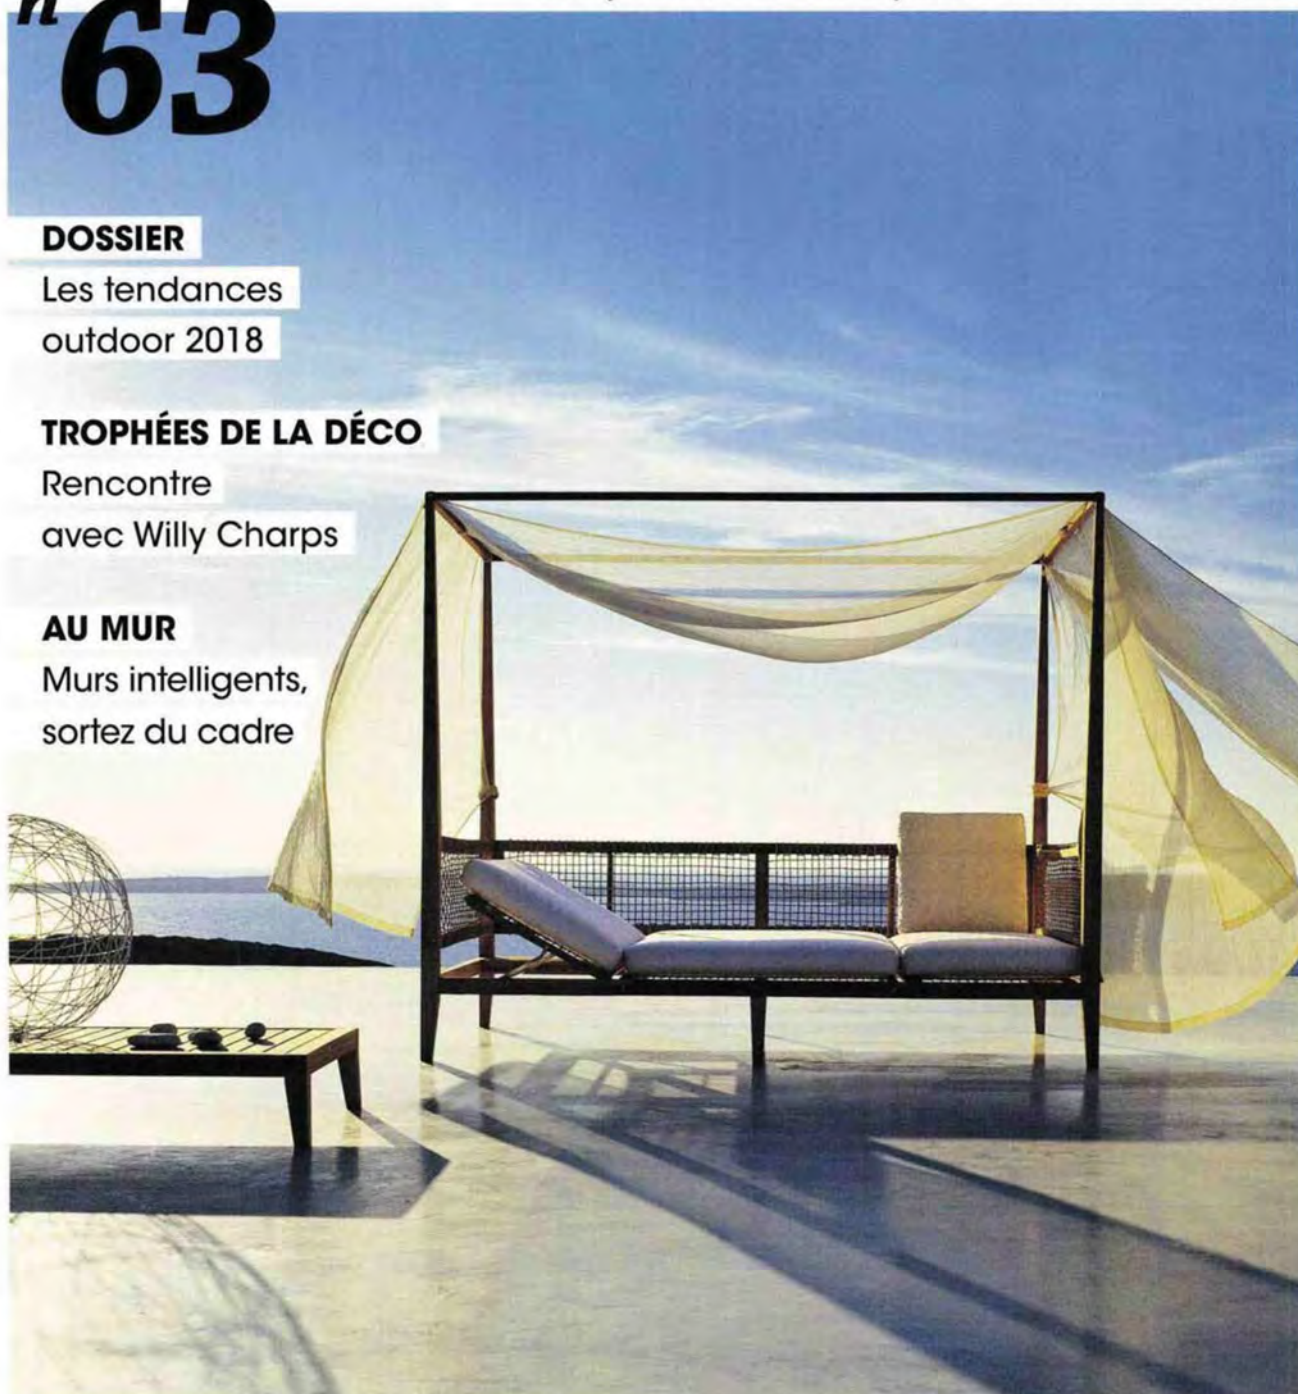 n 63
DOSSIER
Les tendances
outdoor 2018
TROPHÉES DE LA DÉCO
Rencontre
avec Willy Charps
AU MUR
Murs intelligents,
sortez du cadre